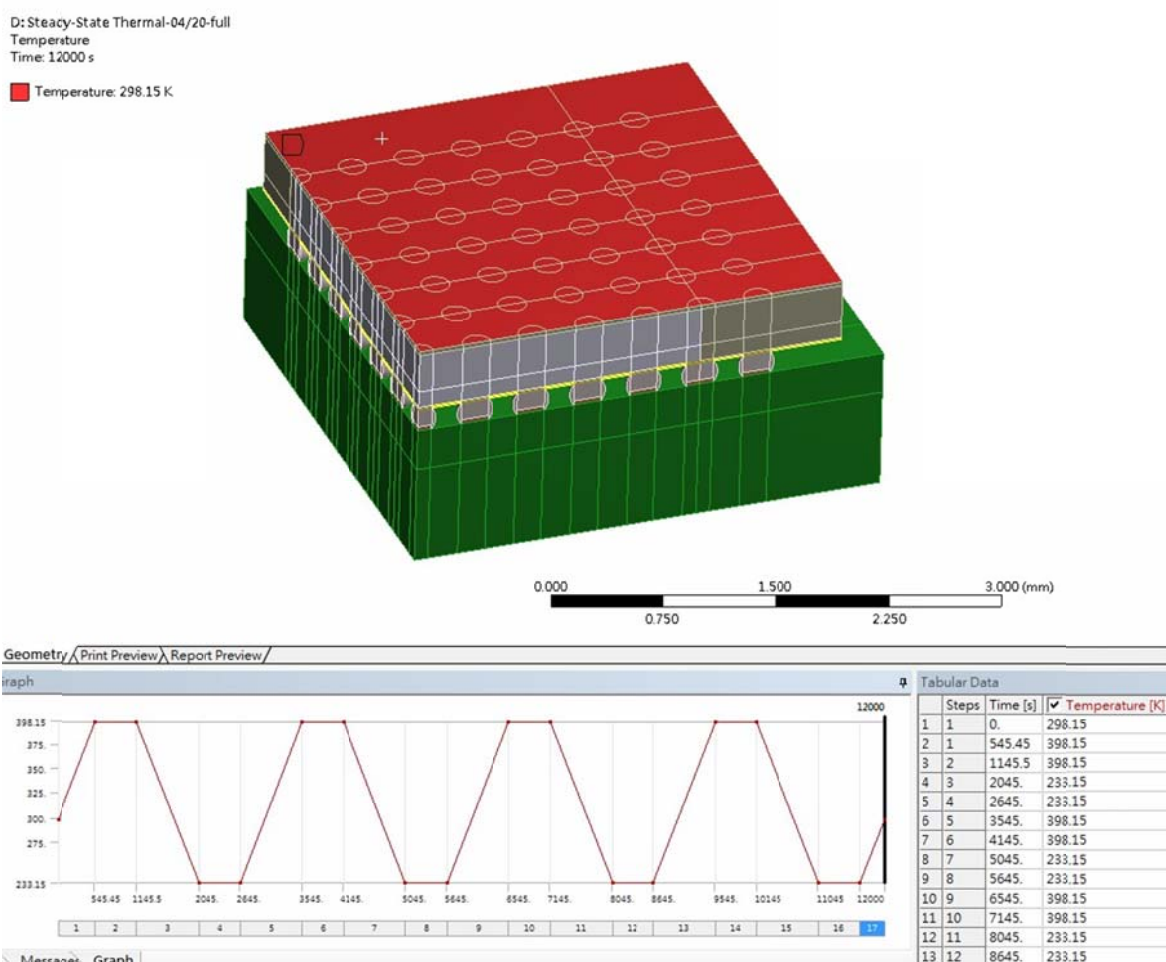 D: Steady-State Thermal-04/20-full
Temperature
Time: 12000 s
Temperature: 298.15 K
0.000 1.500 3.000 (mm)
0.750 2.250
Geometry Print Preview Report Preview
Graph
Tabular Data
12000
398.15
375.
350.
325.
300.
275.
233.15
545.45 1145.5 2045. 2645. 3545. 4145. 5045. 5645. 6545. 7145. 8045. 8645. 9545. 10145 11045 12000
1 2 3 4 5 6 7 8 9 10 11 12 13 14 15 16 17
Steps Time [s] Temperature [K]
1 1 0. 298.15
2 1 545.45 398.15
3 2 1145.5 398.15
4 3 2045. 233.15
5 4 2645. 233.15
6 5 3545. 398.15
7 6 4145. 398.15
8 7 5045. 233.15
9 8 5645. 233.15
10 9 6545. 398.15
11 10 7145. 398.15
12 11 8045. 233.15
13 12 8645. 233.15
Messages Graph